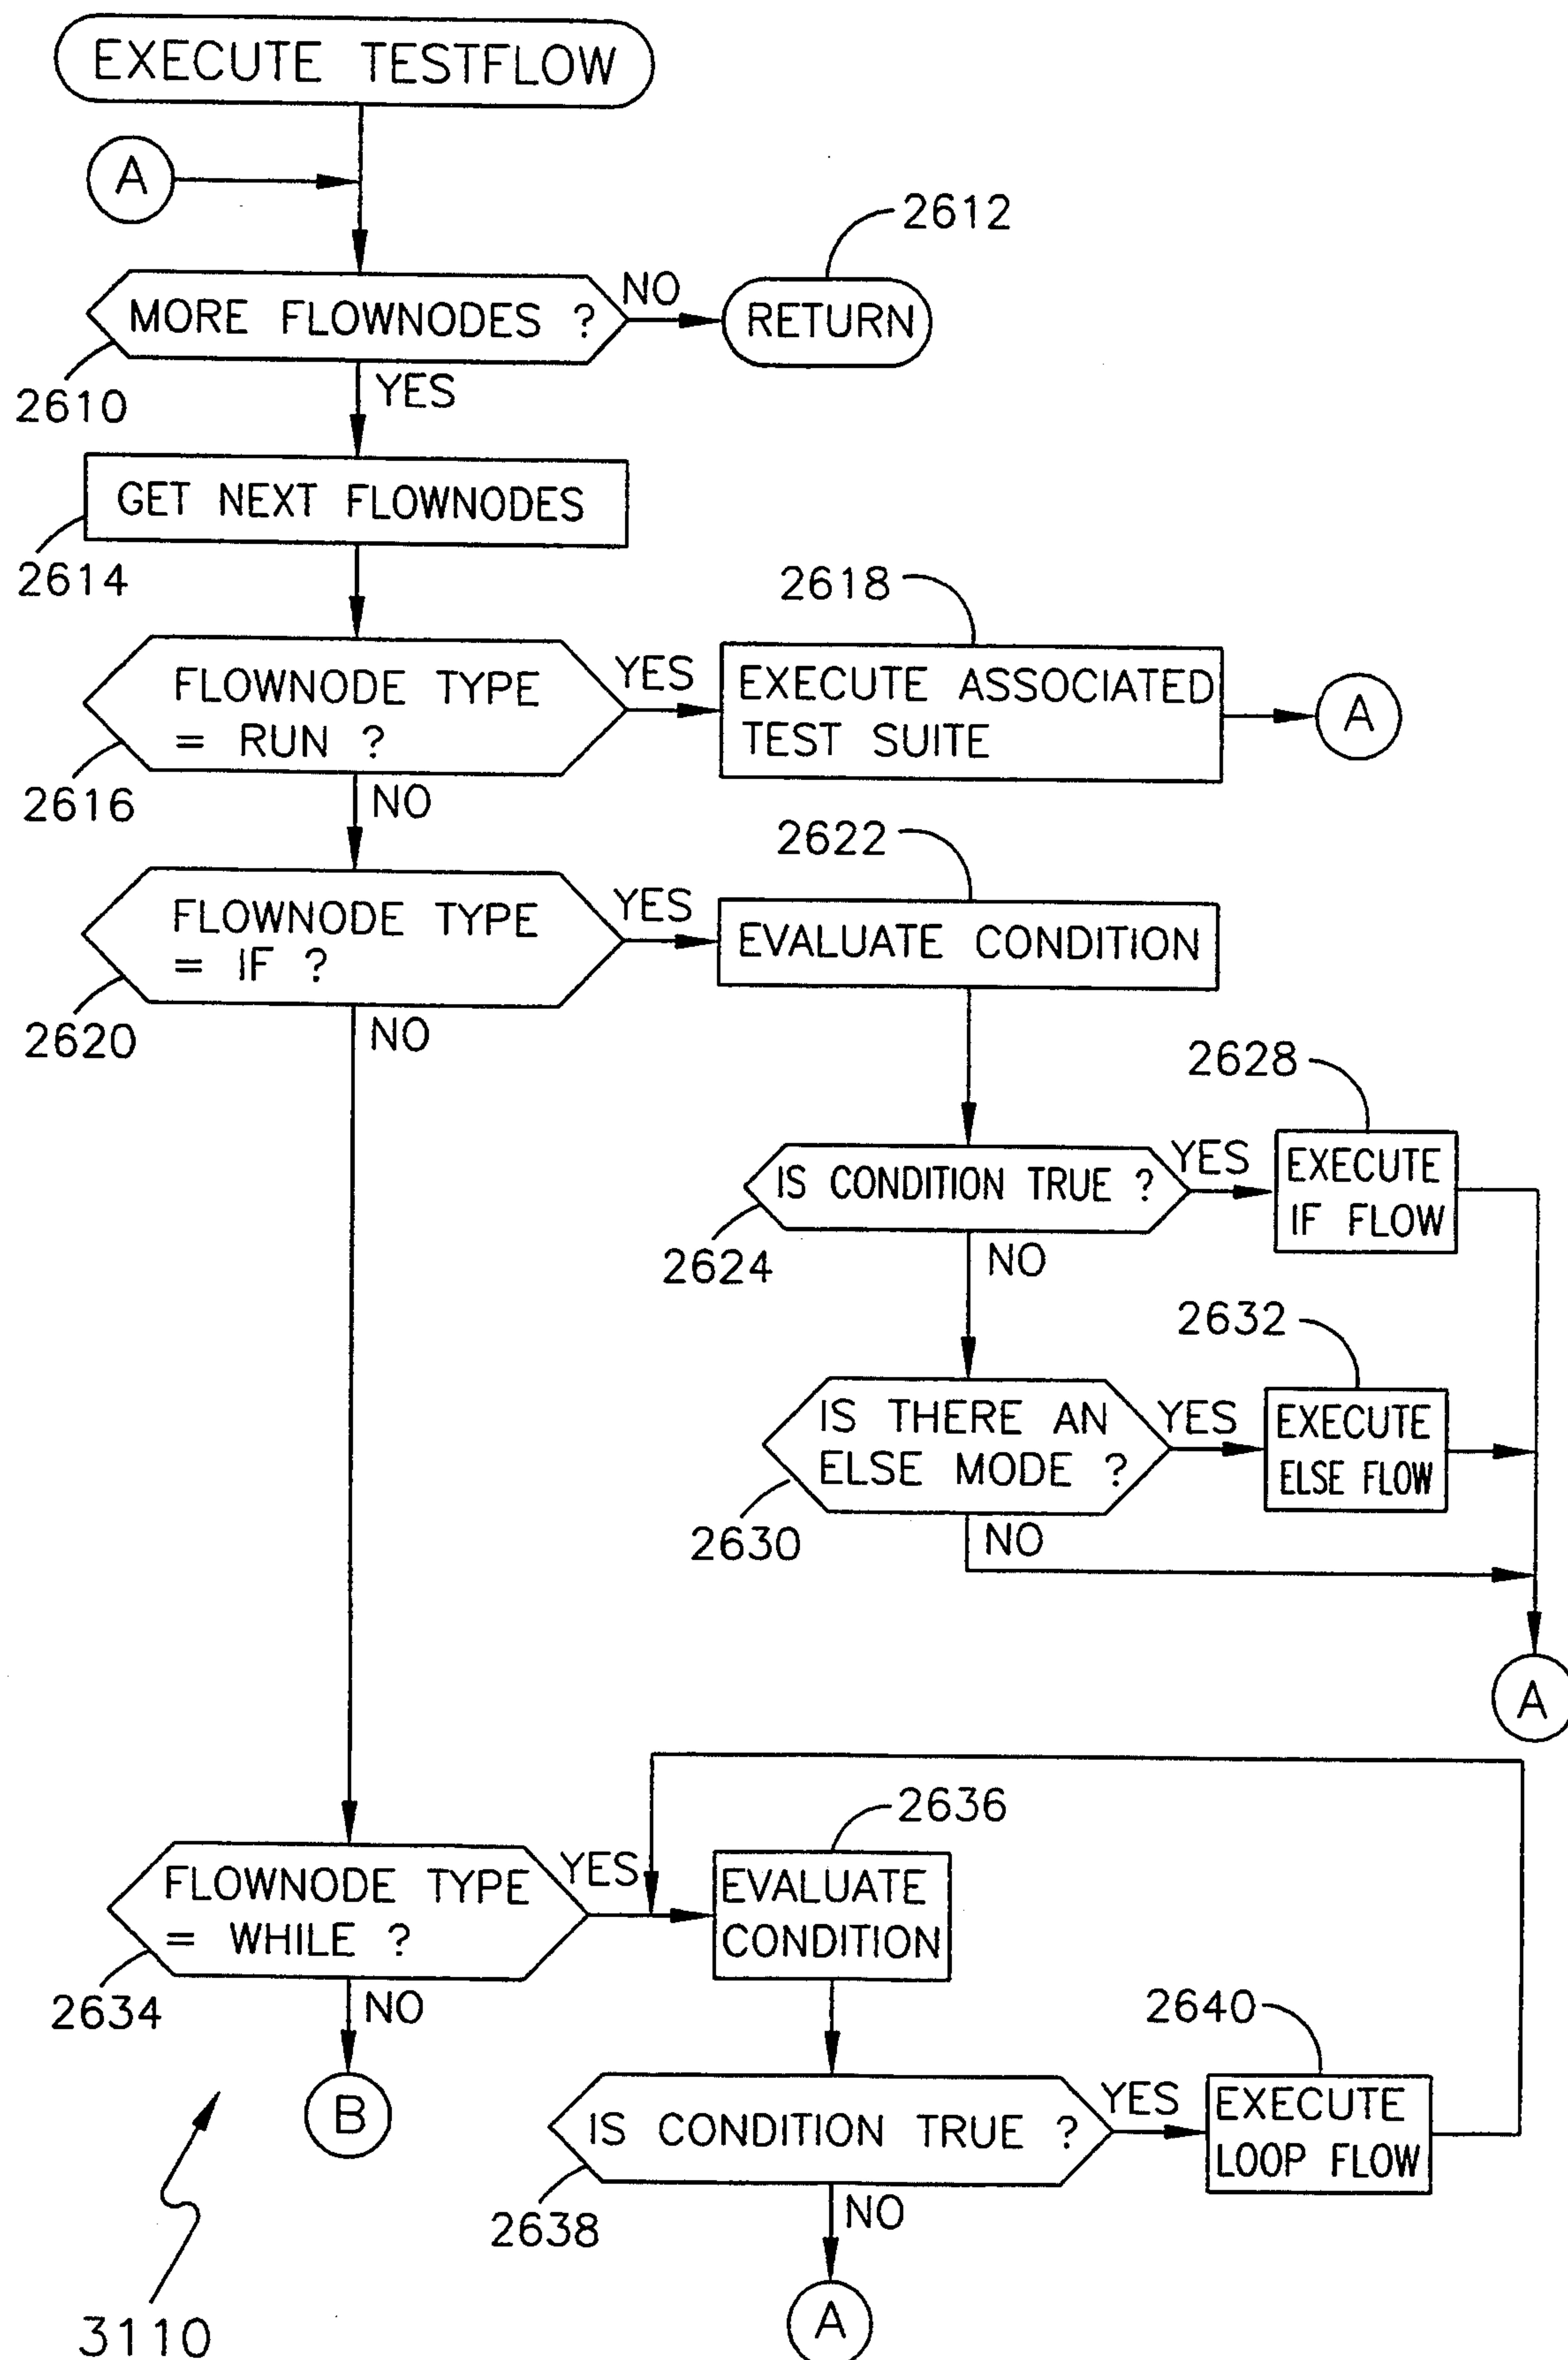 EXECUTE TESTFLOW
A
2612
MORE FLOWNODES ?
NO
RETURN
2610
YES
GET NEXT FLOWNODES
2614
2618
FLOWNODE TYPE
= RUN ?
YES
EXECUTE ASSOCIATED
TEST SUITE
A
2616
NO
2622
FLOWNODE TYPE
= IF ?
YES
EVALUATE CONDITION
2620
NO
2628
IS CONDITION TRUE ?
YES
EXECUTE
IF FLOW
2624
NO
2632
IS THERE AN
ELSE MODE ?
YES
EXECUTE
ELSE FLOW
2630
NO
A
2636
FLOWNODE TYPE
= WHILE ?
YES
EVALUATE
CONDITION
2634
NO
B
2640
IS CONDITION TRUE ?
YES
EXECUTE
LOOP FLOW
2638
NO
A
3110